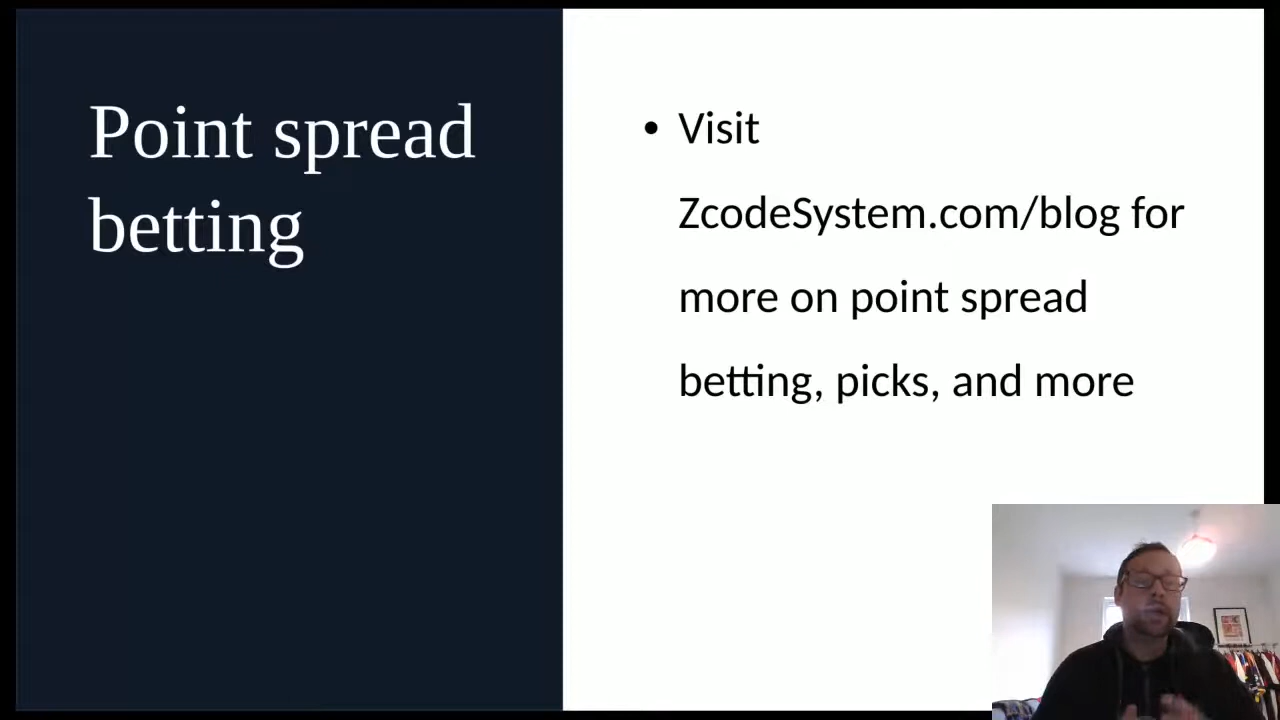 Point spread
betting
• Visit
ZcodeSystem.com/blog for
more on point spread
betting, picks, and more